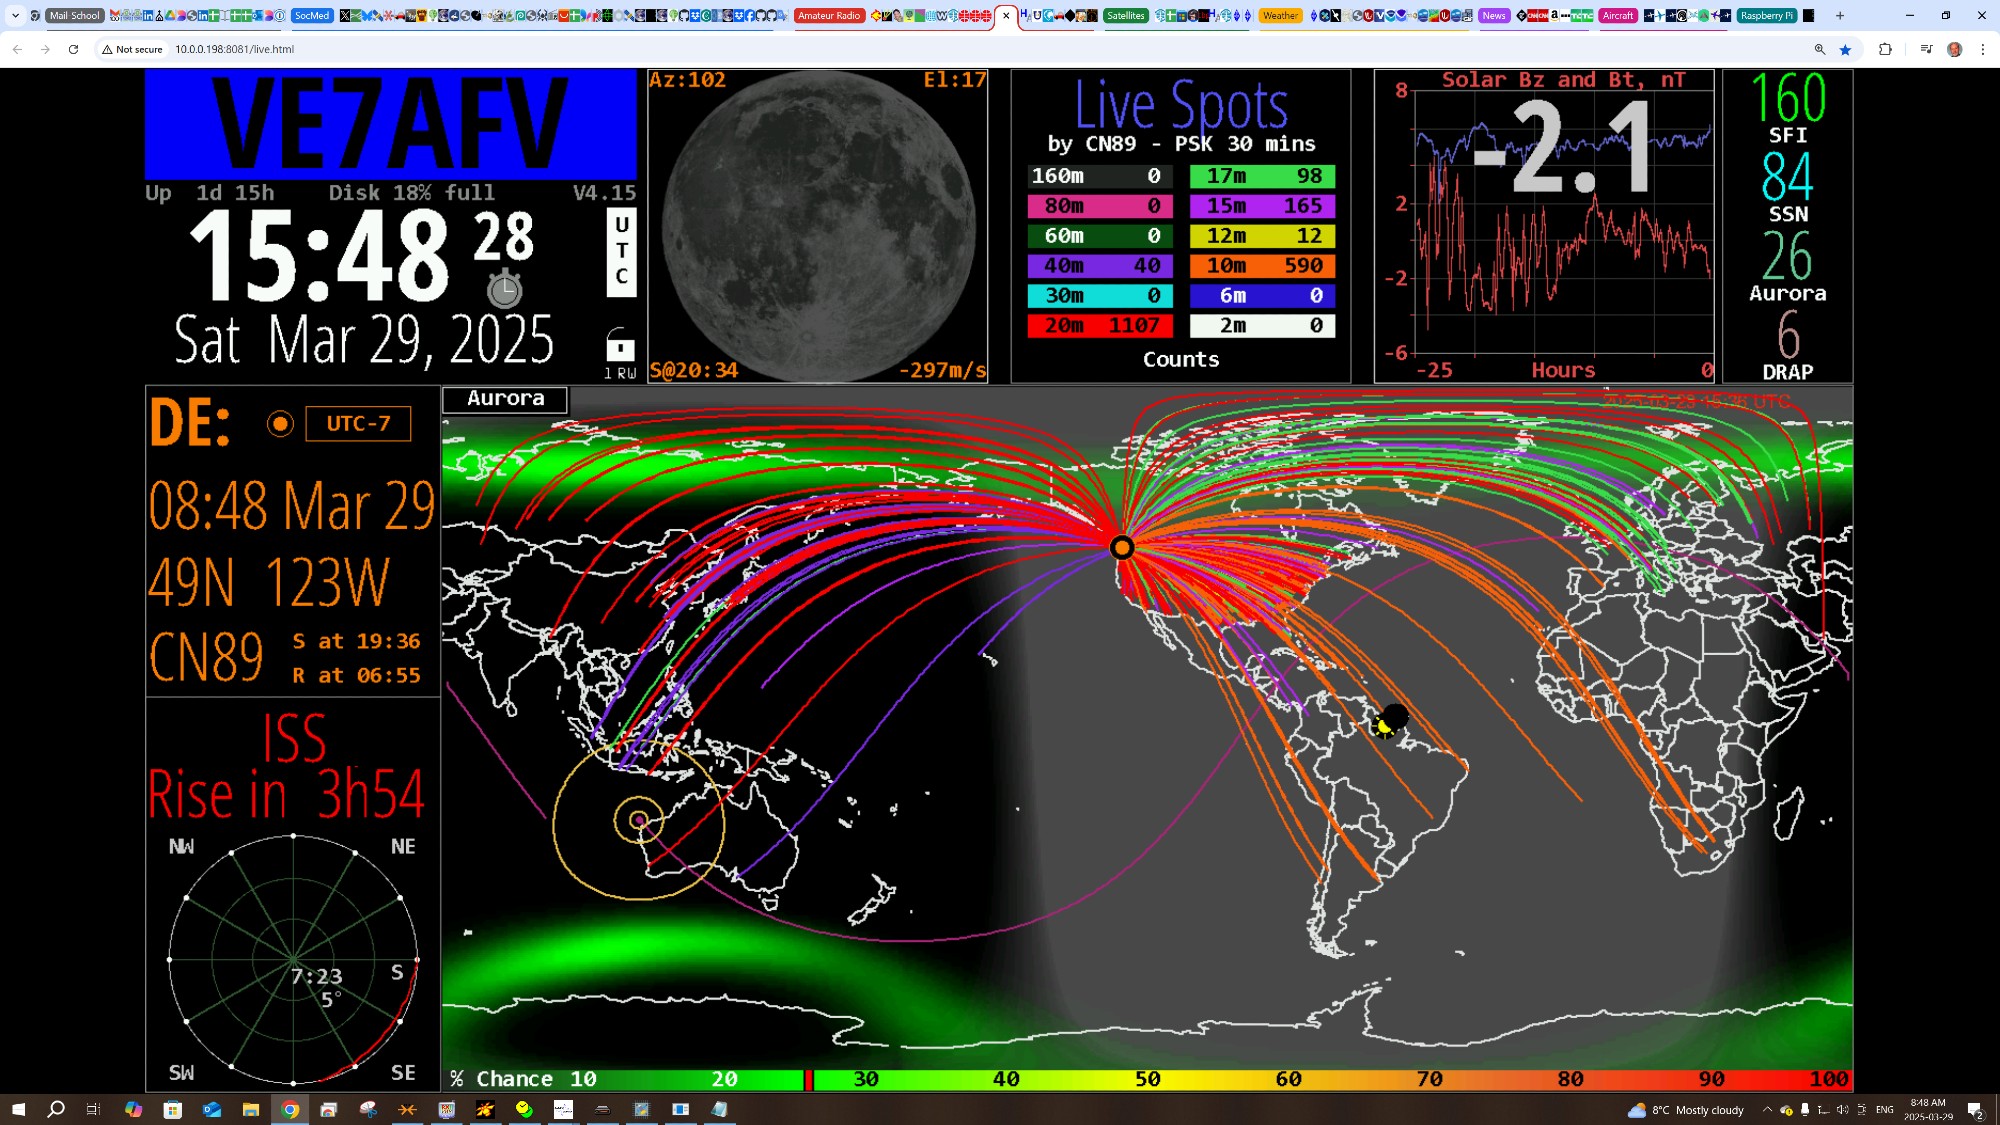 Mail School
SocMed
Amateur Radio
Satellites
Weather
News
Aircraft
Raspberry Pi
Not secure
10.0.0.198:8081/live.html
VE7AFV
Up 1d 15h Disk 18% full V4.15
15:48 28
UTC
Sat Mar 29, 2025
1 RW
Az:102 El:17
S@20:34 -297m/s
Live Spots
by CN89 - PSK 30 mins
160m 0 17m 98
80m 0 15m 165
60m 0 12m 12
40m 40 10m 590
30m 0 6m 0
20m 1107 2m 0
Counts
Solar Bz and Bt, nT
8
-2.1
2
-2
-6
-25 Hours 0
160
SFI
84
SSN
26
Aurora
6
DRAP
DE:
UTC-7
08:48 Mar 29
49N 123W
CN89
S at 19:36
R at 06:55
ISS
Rise in 3h54
NW NE
7:23
5°
S
SW SE
Aurora
2025-03-29 15:36 UTC
% Chance 10 20 30 40 50 60 70 80 90 100
8°C Mostly cloudy
ENG
8:48 AM
2025-03-29
2